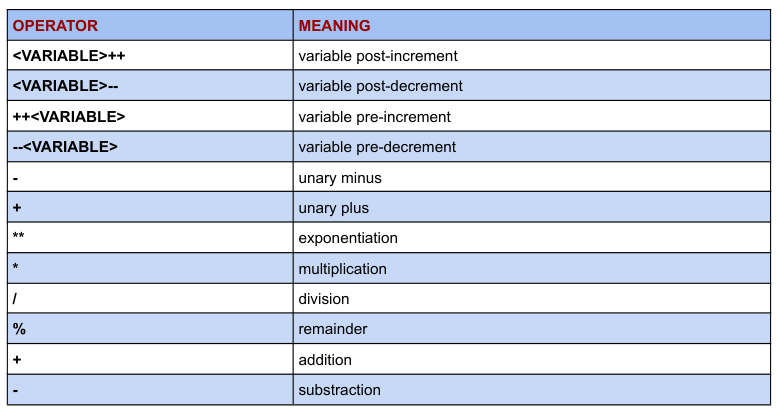 OPERATOR MEANING
<VARIABLE>++ variable post-increment
<VARIABLE>-- variable post-decrement
++<VARIABLE> variable pre-increment
--<VARIABLE> variable pre-decrement
- unary minus
+ unary plus
** exponentiation
* multiplication
/ division
% remainder
+ addition
- substraction